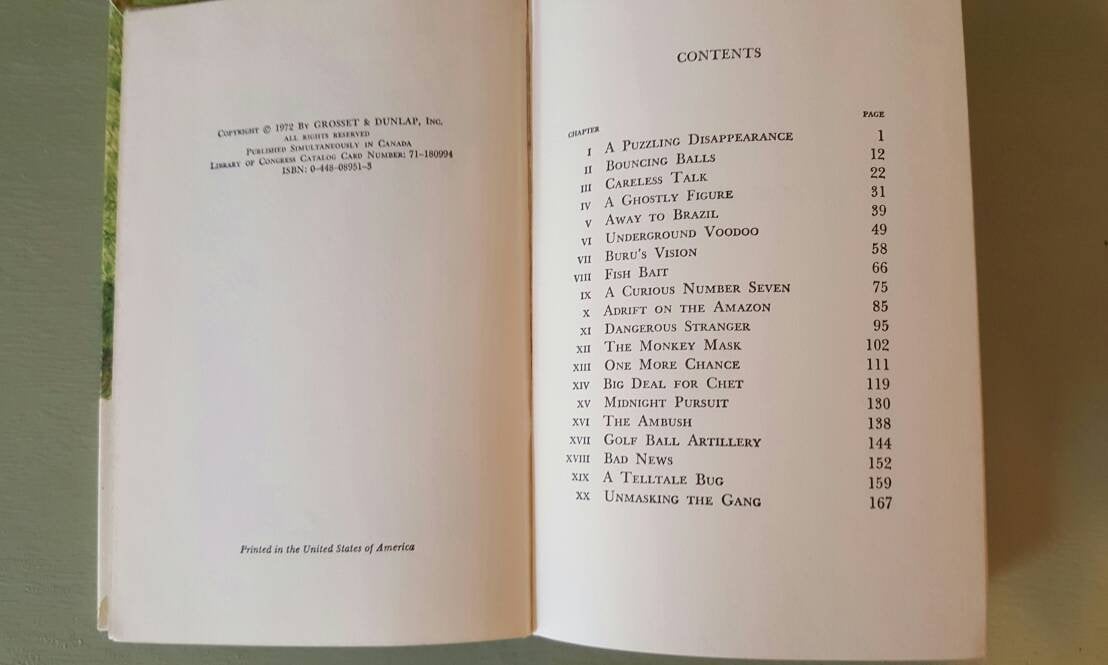 COPYRIGHT © 1972 BY GROSSET & DUNLAP, INC.
ALL RIGHTS RESERVED
PUBLISHED SIMULTANEOUSLY IN CANADA
LIBRARY OF CONGRESS CATALOG CARD NUMBER: 71-180994
ISBN: 0-448-08951-3
Printed in the United States of America
CONTENTS
CHAPTER PAGE
I A PUZZLING DISAPPEARANCE 1
II BOUNCING BALLS 12
III CARELESS TALK 22
IV A GHOSTLY FIGURE 31
V AWAY TO BRAZIL 39
VI UNDERGROUND VOODOO 49
VII BURU'S VISION 58
VIII FISH BAIT 66
IX A CURIOUS NUMBER SEVEN 75
X ADRIFT ON THE AMAZON 85
XI DANGEROUS STRANGER 95
XII THE MONKEY MASK 102
XIII ONE MORE CHANCE 111
XIV BIG DEAL FOR CHET 119
XV MIDNIGHT PURSUIT 130
XVI THE AMBUSH 138
XVII GOLF BALL ARTILLERY 144
XVIII BAD NEWS 152
XIX A TELLTALE BUG 159
XX UNMASKING THE GANG 167